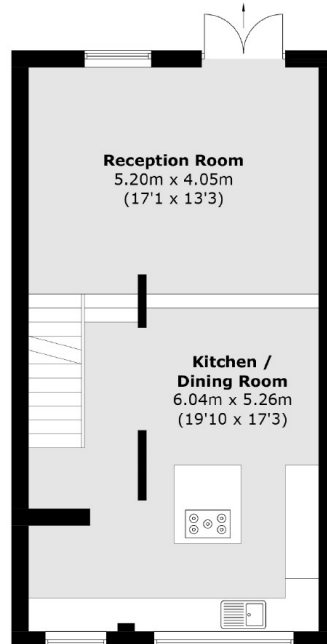 Reception Room
5.20m x 4.05m
(17'1 x 13'3)
Kitchen /
Dining Room
6.04m x 5.26m
(19'10 x 17'3)